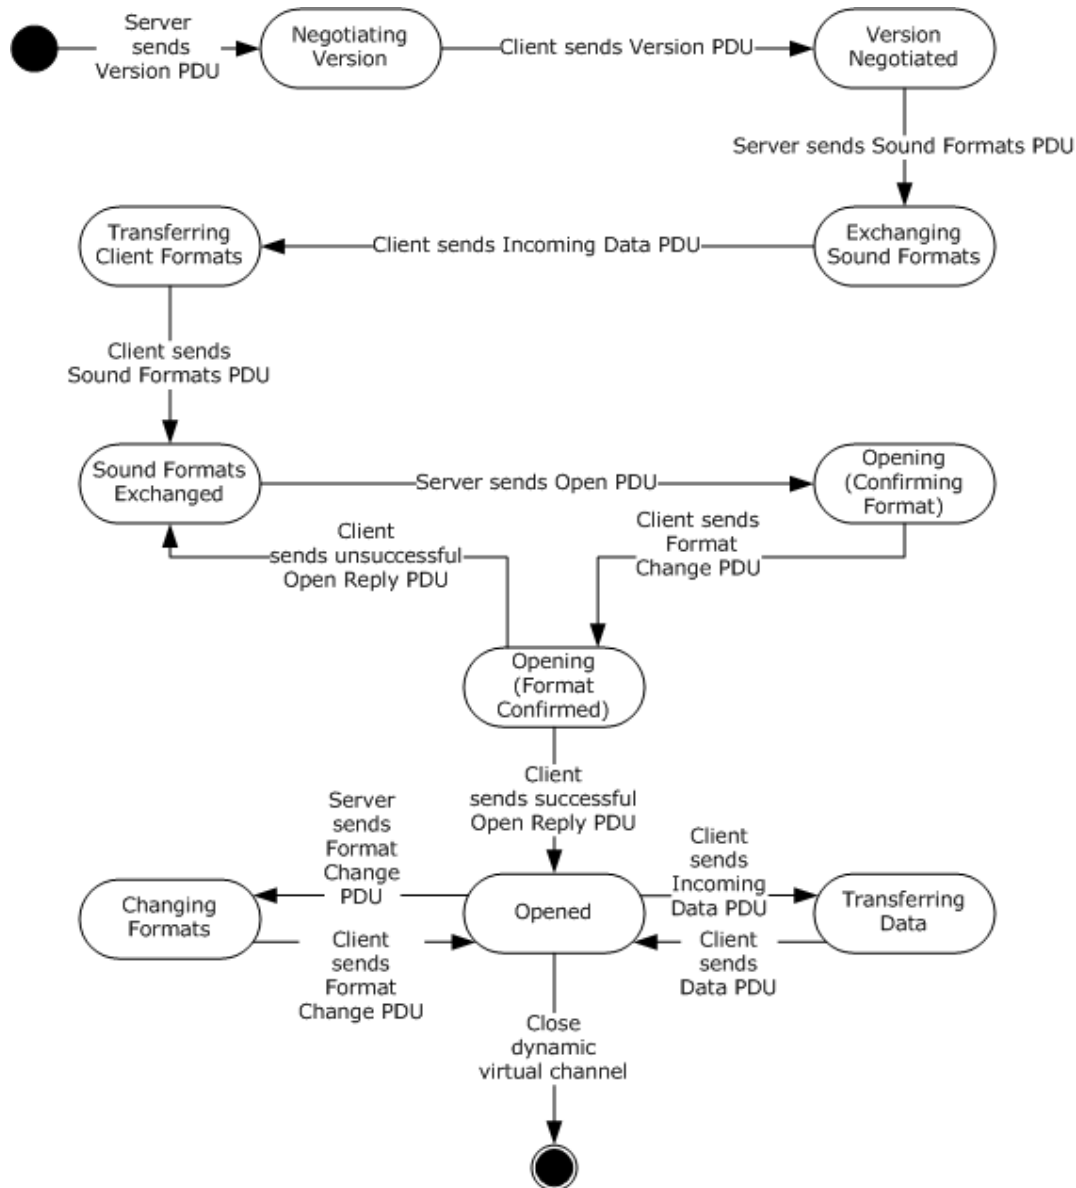 Server
sends
Version PDU
Negotiating
Version
Client sends Version PDU
Version
Negotiated
Server sends Sound Formats PDU
Transferring
Client Formats
Client sends Incoming Data PDU
Exchanging
Sound Formats
Client sends
Sound Formats PDU
Sound Formats
Exchanged
Server sends Open PDU
Opening
(Confirming
Format)
Client
sends unsuccessful
Open Reply PDU
Client sends
Format
Change PDU
Opening
(Format
Confirmed)
Client
sends successful
Open Reply PDU
Server
sends
Format
Change
PDU
Client
sends
Incoming
Data PDU
Changing
Formats
Opened
Transferring
Data
Client
sends
Format
Change PDU
Client
sends
Data PDU
Close
dynamic
virtual channel